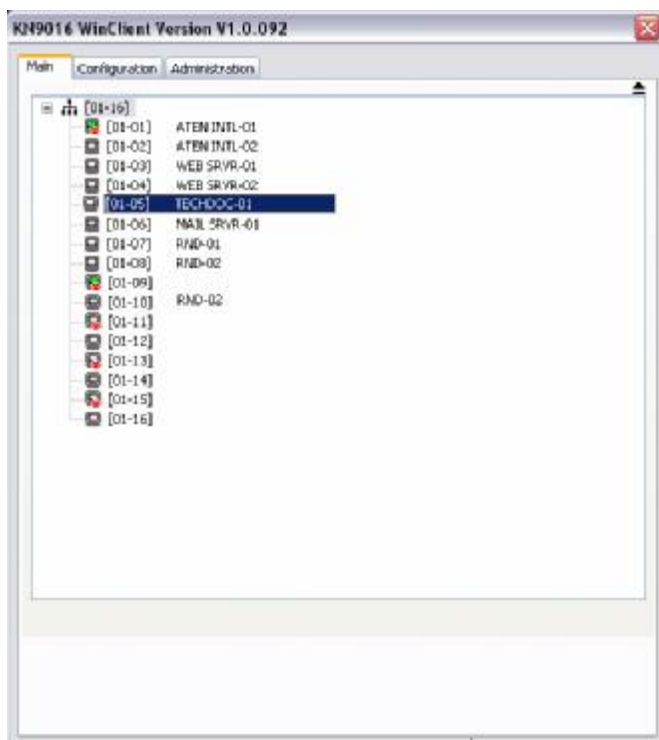 KN9016 WinClient Version V1.0.092
Main Configuration Administration
[01-16]
[01-01] ATEN INTL-01
[01-02] ATEN INTL-02
[01-03] WEB SRVR-01
[01-04] WEB SRVR-02
[01-05] TECHDOC-01
[01-06] MAIL SRVR-01
[01-07] RND-01
[01-08] RND-02
[01-09]
[01-10] RND-02
[01-11]
[01-12]
[01-13]
[01-14]
[01-15]
[01-16]